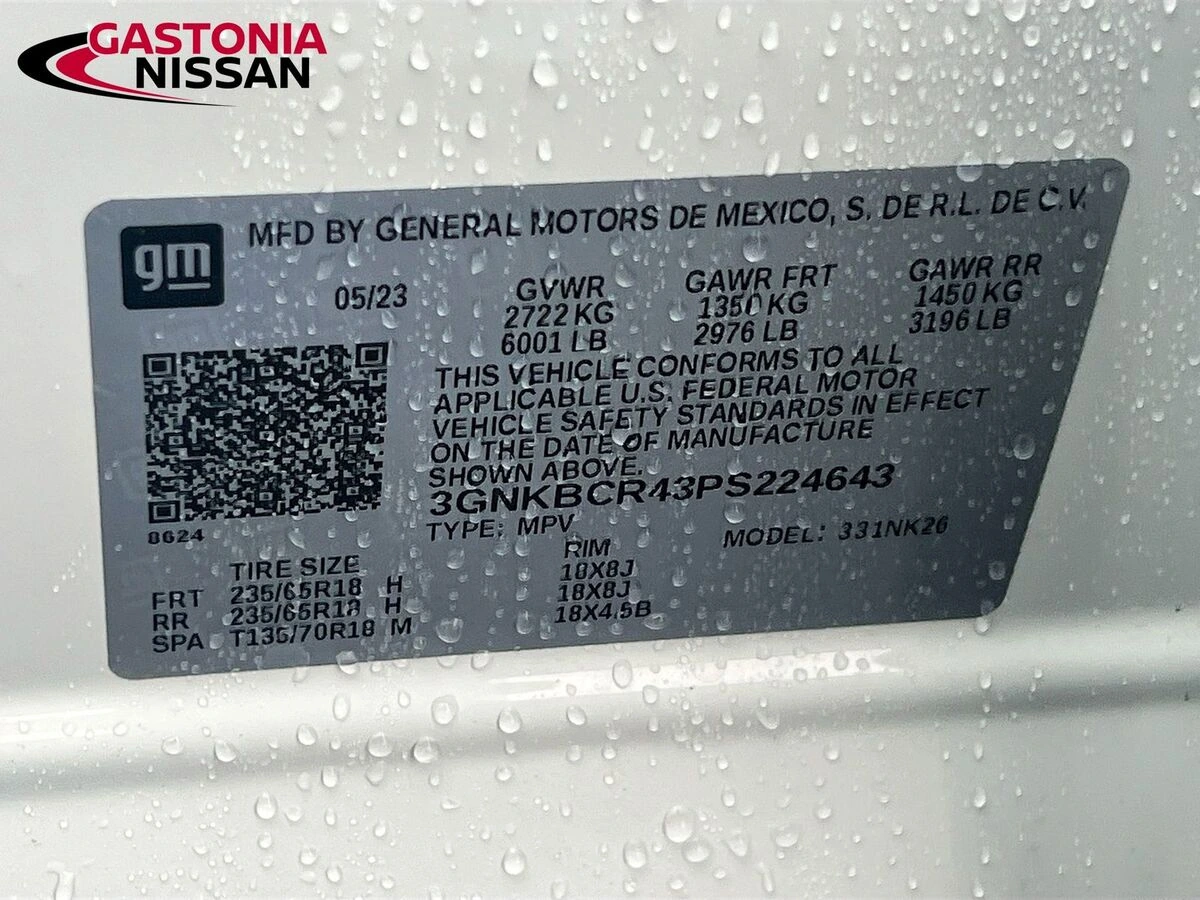 GASTONIA
NISSAN
gm
MFD BY GENERAL MOTORS DE MEXICO, S. DE R.L. DE C.V.
05/23 GVWR GAWR FRT GAWR RR
2722 KG 1350 KG 1450 KG
6001 LB 2976 LB 3196 LB
THIS VEHICLE CONFORMS TO ALL
APPLICABLE U.S. FEDERAL MOTOR
VEHICLE SAFETY STANDARDS IN EFFECT
ON THE DATE OF MANUFACTURE
SHOWN ABOVE.
3GNKBCR43PS224643
8624 TYPE: MPV MODEL: 331NK26
TIRE SIZE RIM
FRT 235/65R18 H 18X8J
RR 235/65R18 H 18X8J
SPA T135/70R18 M 18X4.5B